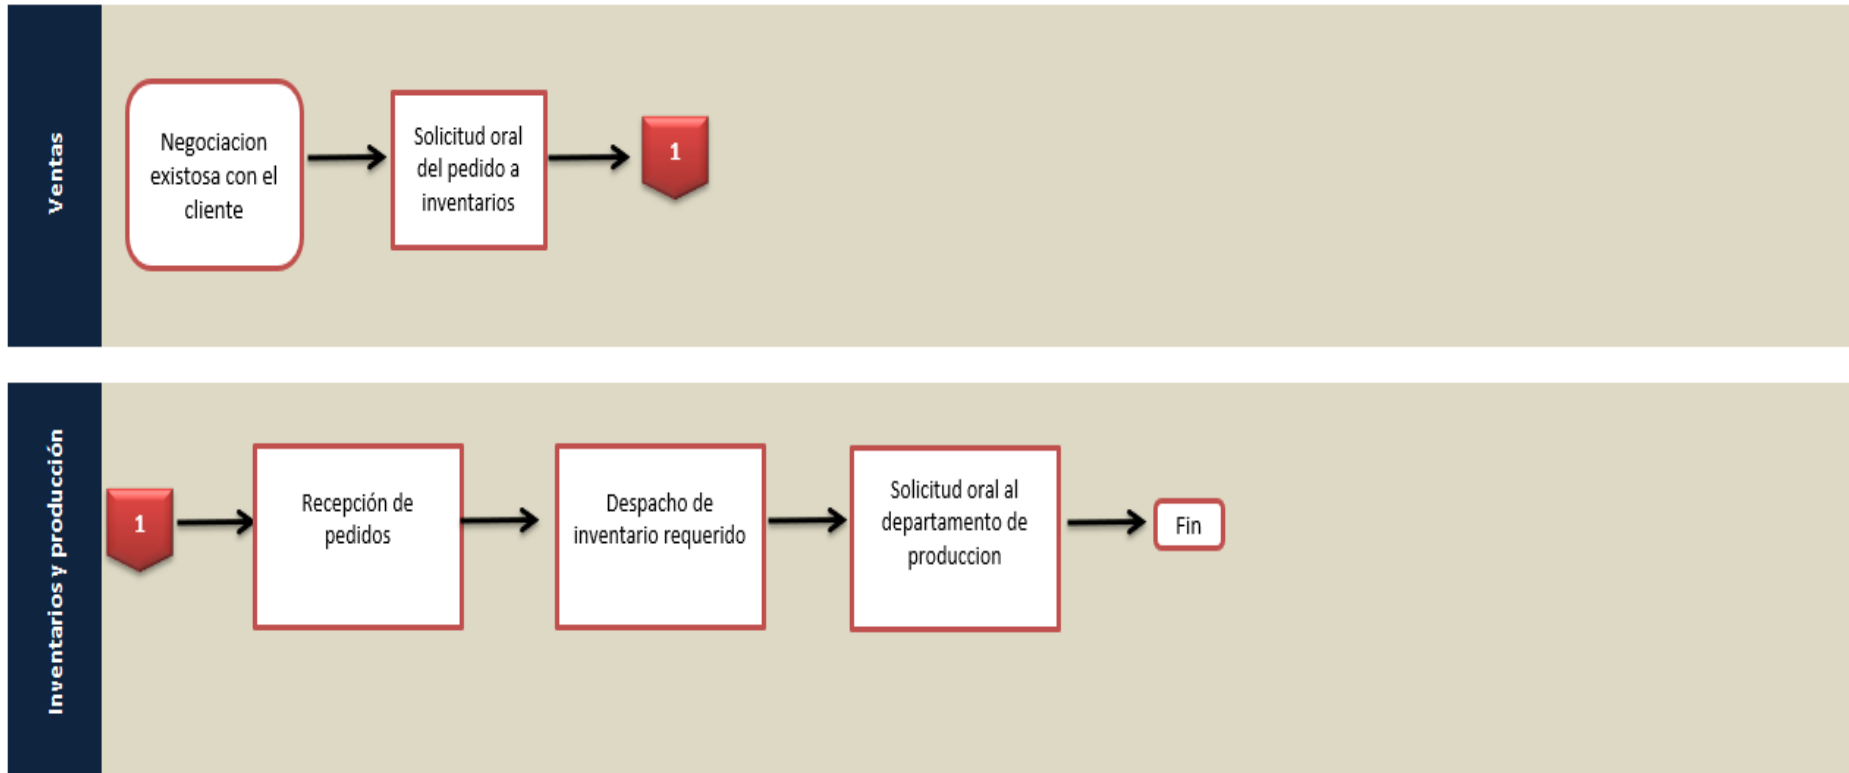 Ventas
Negociacion
existosa con el
cliente
Solicitud oral
del pedido a
inventarios
1
Inventarios y producción
1
Recepción de
pedidos
Despacho de
inventario requerido
Solicitud oral al
departamento de
produccion
Fin